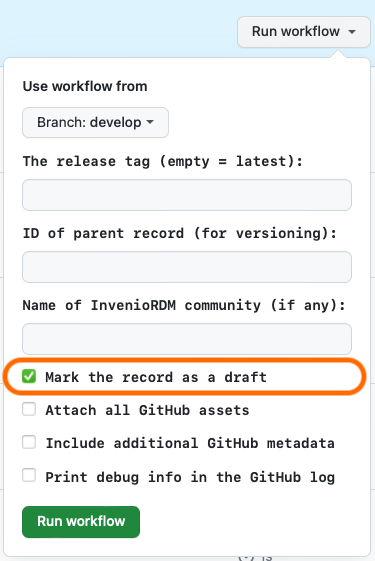 Run workflow
Use workflow from
Branch: develop
The release tag (empty = latest):
ID of parent record (for versioning):
Name of InvenioRDM community (if any):
Mark the record as a draft
Attach all GitHub assets
Include additional GitHub metadata
Print debug info in the GitHub log
Run workflow